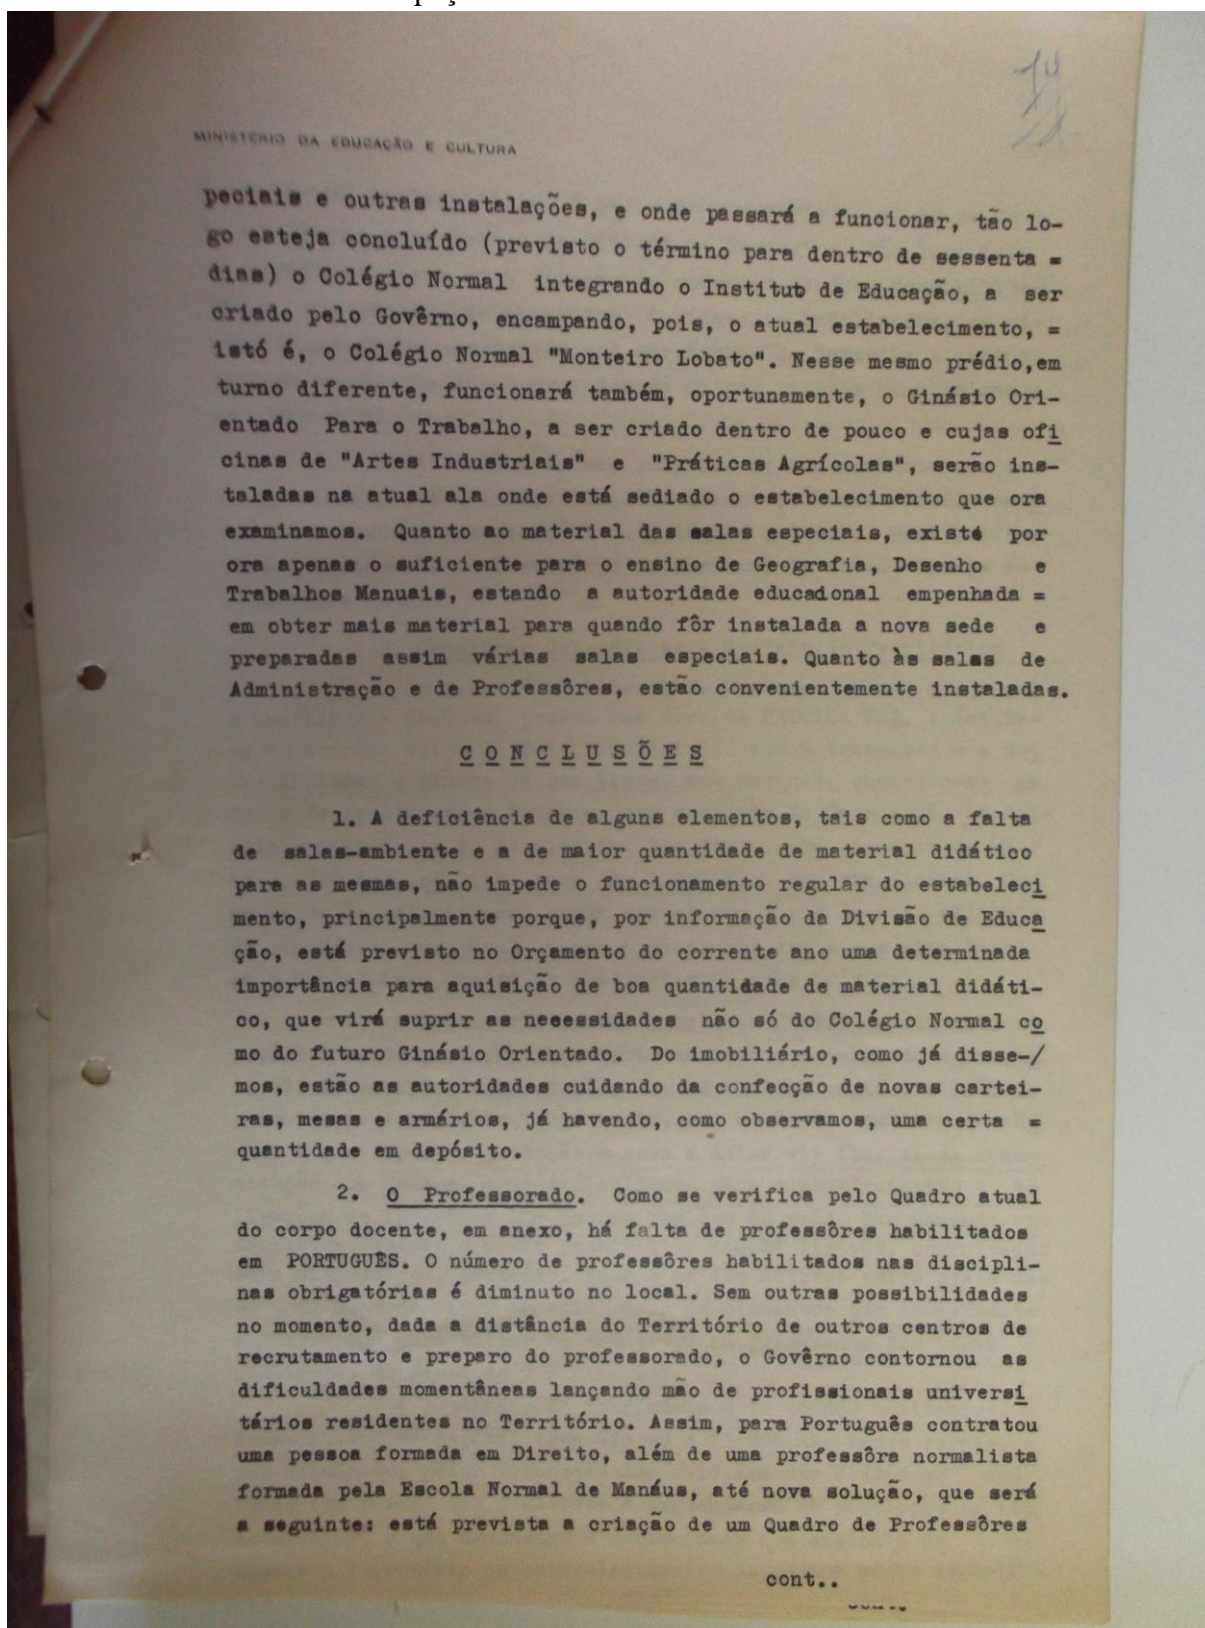 MINISTÉRIO DA EDUCAÇÃO E CULTURA
peciais e outras instalações, e onde passará a funcionar, tão lo-
go esteja concluído (previsto o término para dentro de sessenta =
dias) o Colégio Normal integrando o Instituto de Educação, a ser
criado pelo Govêrno, encampando, pois, o atual estabelecimento, =
istó é, o Colégio Normal "Monteiro Lobato". Nesse mesmo prédio,em
turno diferente, funcionará também, oportunamente, o Ginásio Ori-
entado Para o Trabalho, a ser criado dentro de pouco e cujas ofi
cinas de "Artes Industriais" e "Práticas Agrícolas", serão ins-
taladas na atual ala onde está sediado o estabelecimento que ora
examinamos. Quanto ao material das salas especiais, existé por
ora apenas o suficiente para o ensino de Geografia, Desenho e
Trabalhos Manuais, estando a autoridade educacional empenhada =
em obter mais material para quando fôr instalada a nova sede e
preparadas assim várias salas especiais. Quanto às salas de
Administração e de Professôres, estão convenientemente instaladas.
CONCLUSÕES
1. A deficiência de alguns elementos, tais como a falta
de salas-ambiente e a de maior quantidade de material didático
para as mesmas, não impede o funcionamento regular do estabeleci
mento, principalmente porque, por informação da Divisão de Educa
ção, está previsto no Orçamento do corrente ano uma determinada
importância para aquisição de boa quantidade de material didáti-
co, que virá suprir as necessidades não só do Colégio Normal co
mo do futuro Ginásio Orientado. Do imobiliário, como já disse-/
mos, estão as autoridades cuidando da confecção de novas cartei-
ras, mesas e armários, já havendo, como observamos, uma certa =
quantidade em depósito.
2. O Professorado. Como se verifica pelo Quadro atual
do corpo docente, em anexo, há falta de professôres habilitados
em PORTUGUÊS. O número de professôres habilitados nas discipli-
nas obrigatórias é diminuto no local. Sem outras possibilidades
no momento, dada a distância do Território de outros centros de
recrutamento e preparo do professorado, o Govêrno contornou as
dificuldades momentâneas lançando mão de profissionais universi
tários residentes no Território. Assim, para Português contratou
uma pessoa formada em Direito, além de uma professôra normalista
formada pela Escola Normal de Manáus, até nova solução, que será
a seguinte: está prevista a criação de um Quadro de Professôres
cont..